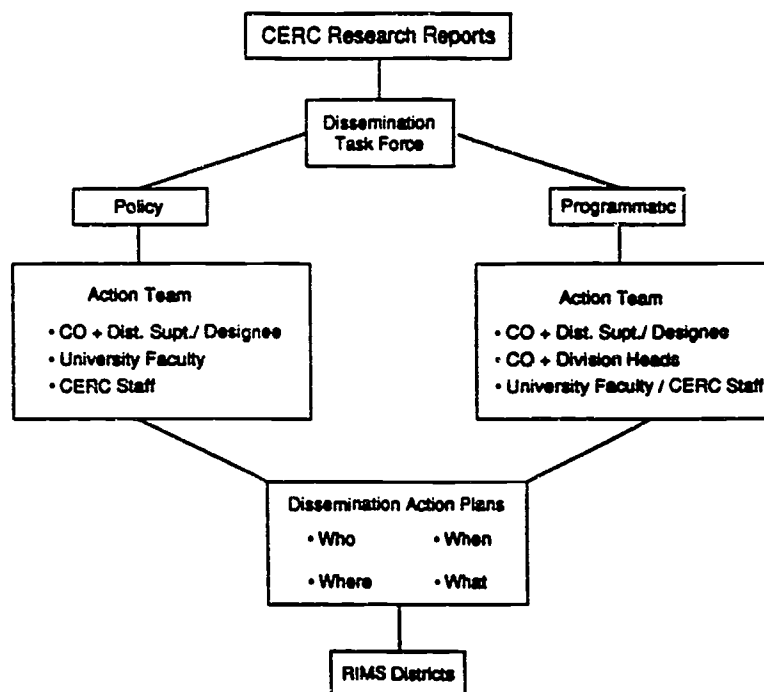 CERC Research Reports
Dissemination
Task Force
Policy
Programmatic
Action Team
• CO + Dist. Supt./ Designee
• University Faculty
• CERC Staff
Action Team
• CO + Dist. Supt./ Designee
• CO + Division Heads
• University Faculty / CERC Staff
Dissemination Action Plans
• Who • When
• Where • What
RIMS Districts